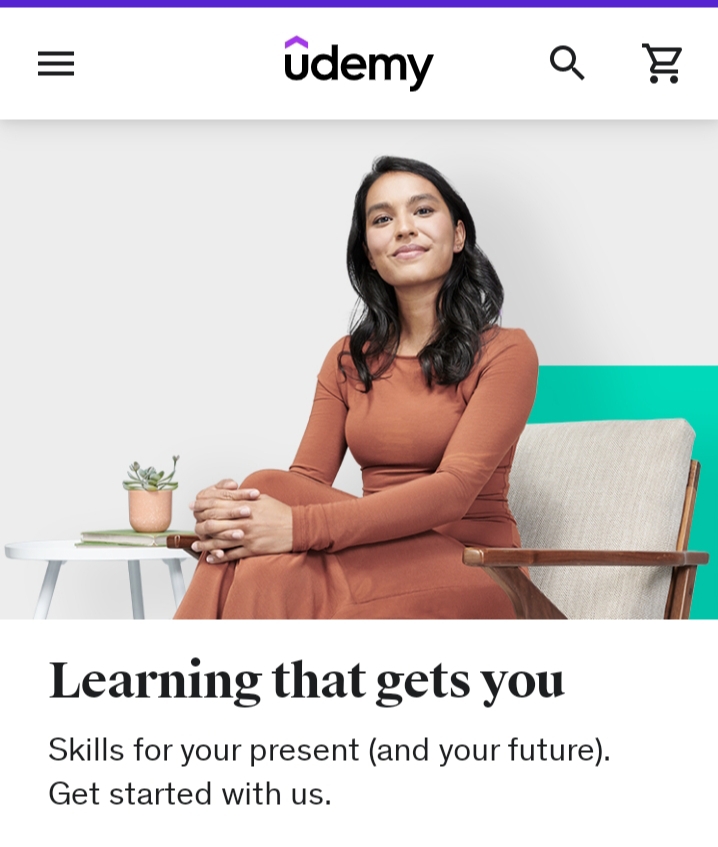 udemy
Learning that gets you
Skills for your present (and your future).
Get started with us.